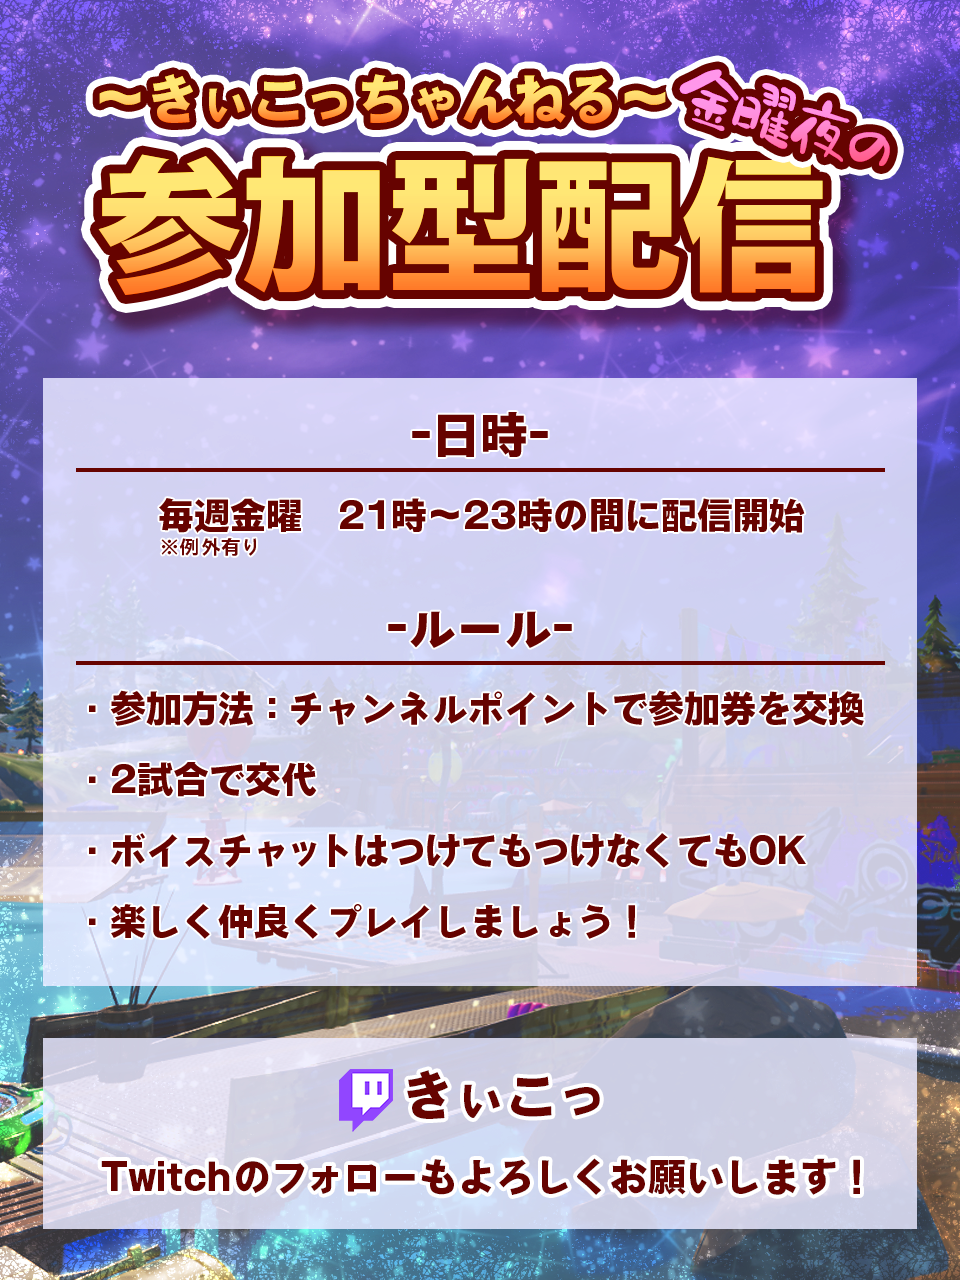 ～きぃこっちゃんねる～
金曜夜の
参加型配信
-日時-
毎週金曜　21時～23時の間に配信開始
※例外有り
-ルール-
・参加方法：チャンネルポイントで参加券を交換
・2試合で交代
・ボイスチャットはつけてもつけなくてもOK
・楽しく仲良くプレイしましょう！
きぃこっ
Twitchのフォローもよろしくお願いします！